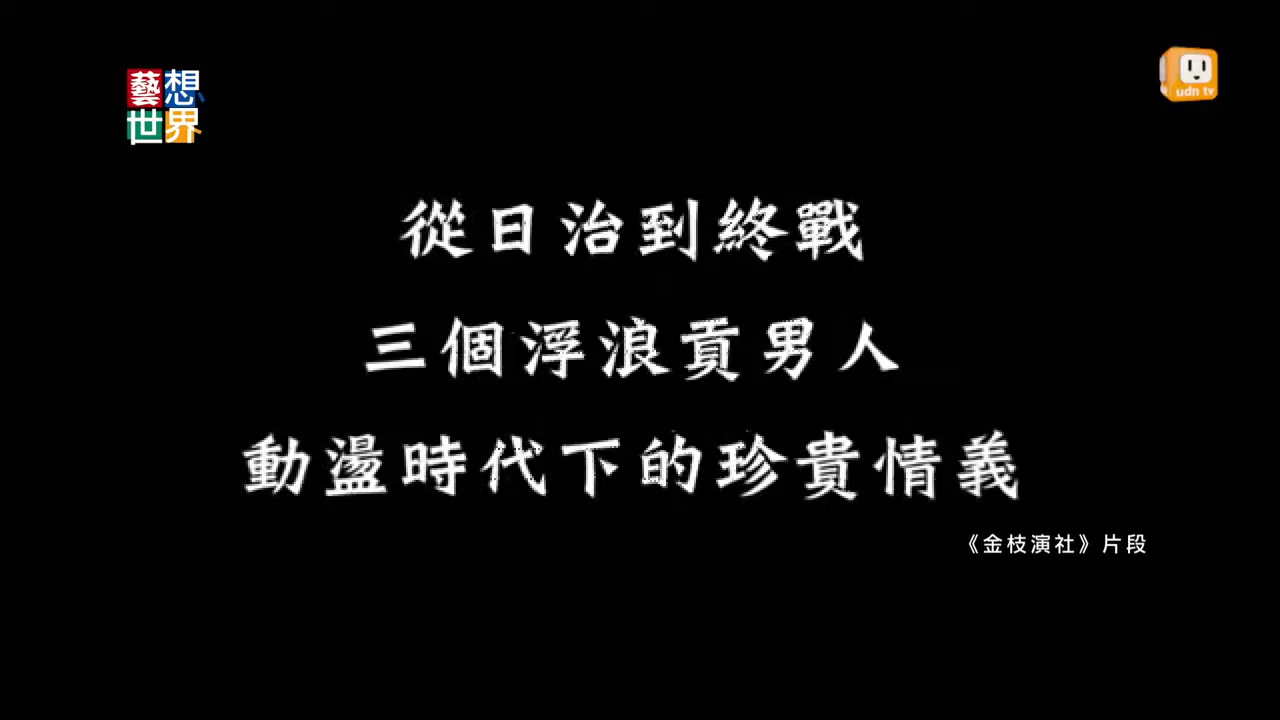 藝想
世界
udn tv
從日治到終戰
三個浮浪貢男人
動盪時代下的珍貴情義
《金枝演社》片段